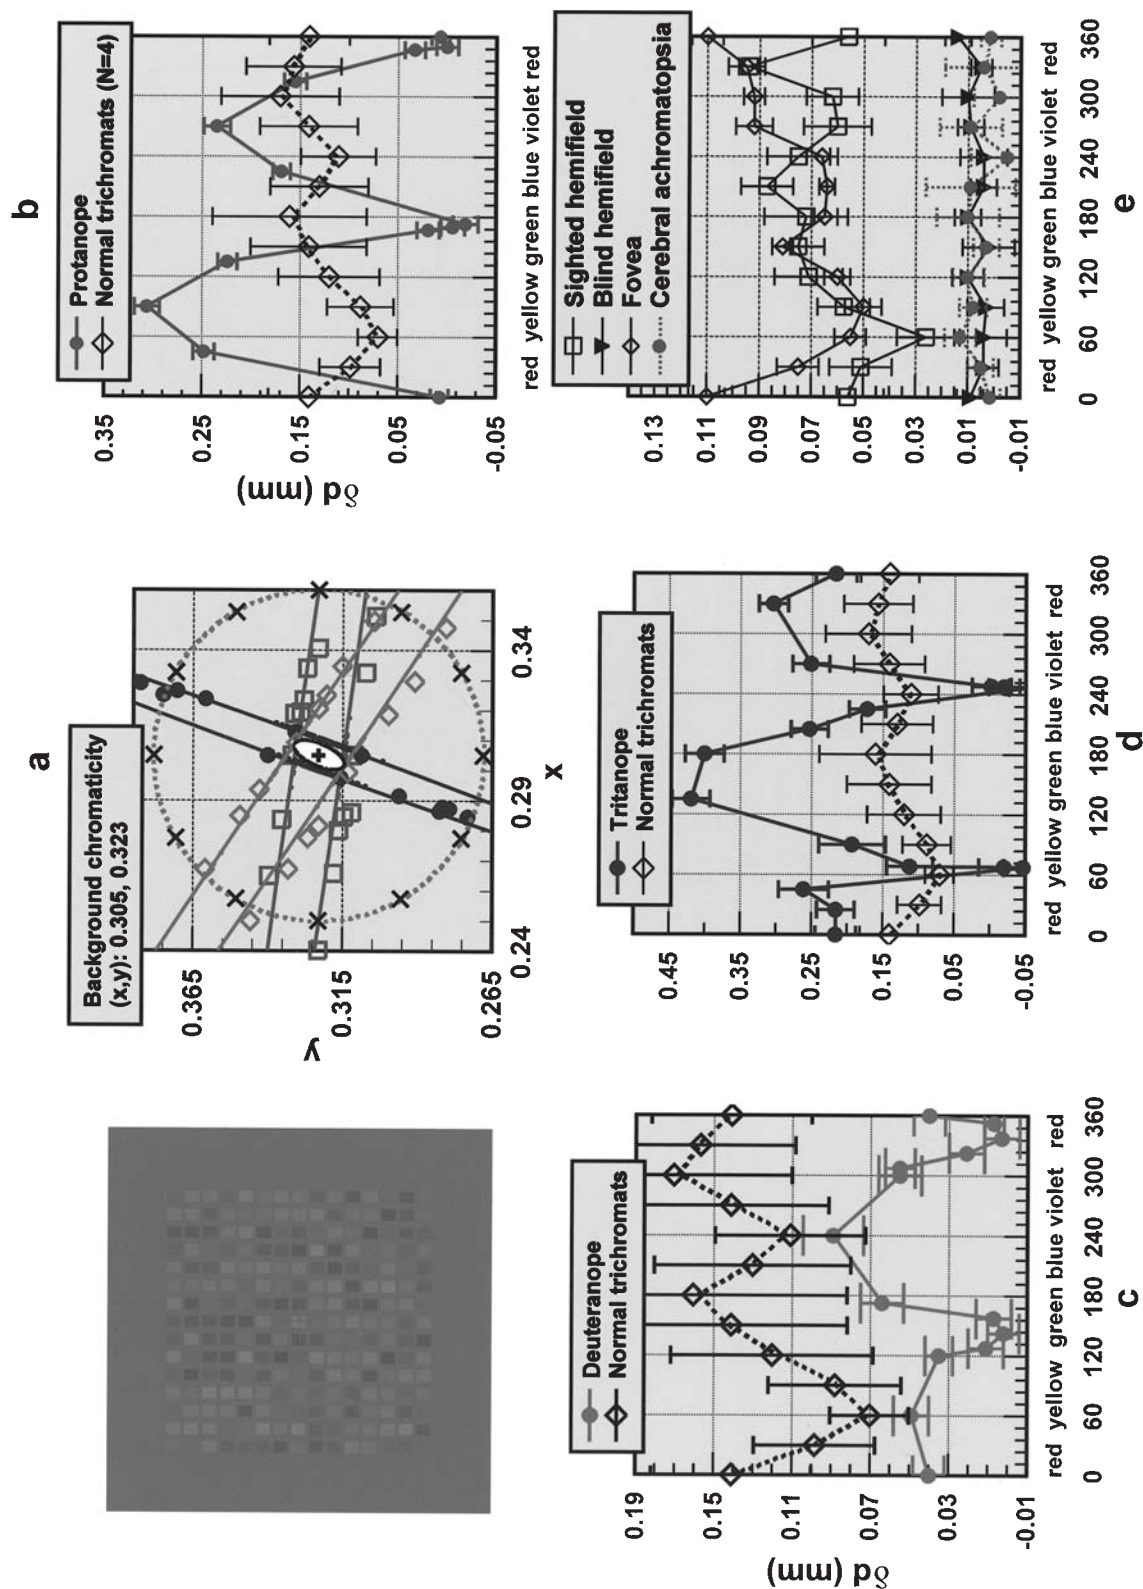 a
Background chromaticity
(x,y): 0.305, 0.323
y
0.365
0.315
0.265
0.24
0.29
0.34
x
b
Protanope
Normal trichromats (N=4)
δd (mm)
0.35
0.25
0.15
0.05
-0.05
red yellow green blue violet red
Deuteranope
Normal trichromats
δd (mm)
0.19
0.15
0.11
0.07
0.03
-0.01
red yellow green blue violet red
0 60 120 180 240 300 360
c
Tritanope
Normal trichromats
0.45
0.35
0.25
0.15
0.05
-0.05
red yellow green blue violet red
0 60 120 180 240 300 360
d
Sighted hemifield
Blind hemifield
Fovea
Cerebral achromatopsia
0.13
0.11
0.09
0.07
0.05
0.03
0.01
-0.01
red yellow green blue violet red
0 60 120 180 240 300 360
e